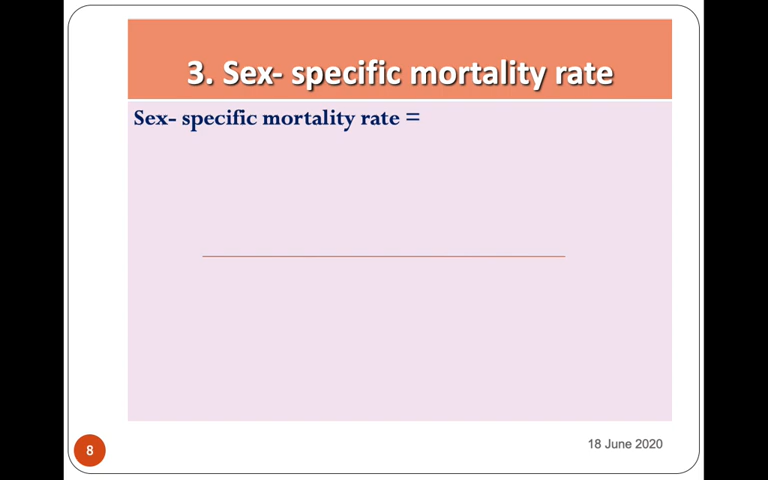 3. Sex- specific mortality rate
Sex- specific mortality rate =
8
18 June 2020